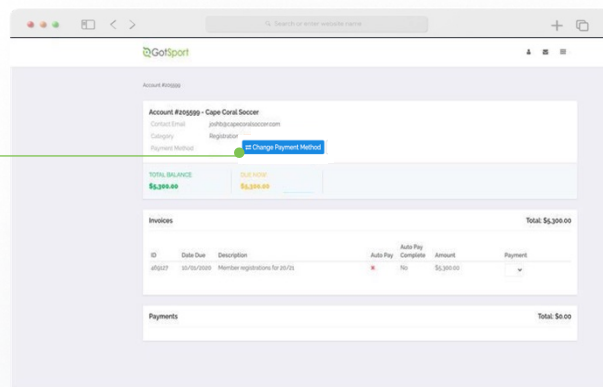 Search or enter website name
GotSport
Account #205599
Account #205599 - Cape Coral Soccer
Contact Email
Category Registration
Payment Method Change Payment Method
TOTAL BALANCE DUE NOW
$5,300.00 $5,300.00
Invoices Total: $5,300.00
ID Date Due Description Auto Pay Auto Pay Complete Amount Payment
10/01/2020 Member registrations for 20/21 No $5,300.00
Payments Total: $0.00